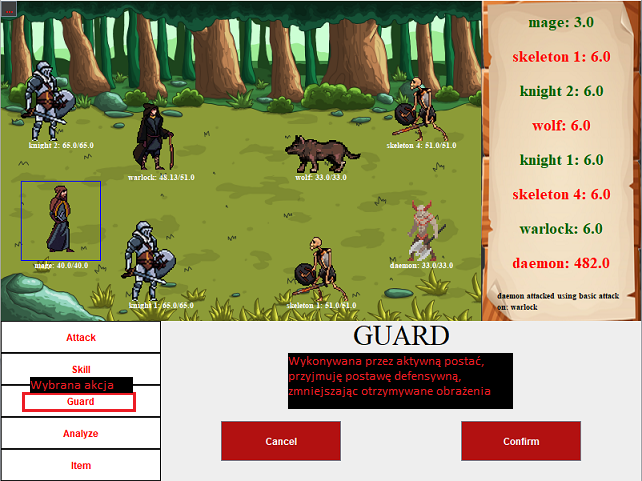 mage: 3.0
skeleton 1: 6.0
knight 2: 6.0
wolf: 6.0
knight 1: 6.0
skeleton 4: 6.0
warlock: 6.0
daemon: 482.0
daemon attacked using basic attack
on: warlock
knight 2: 65.0/65.0
skeleton 4: 51.0/51.0
warlock: 48.13/51.0
wolf: 33.0/33.0
mage: 40.0/40.0
daemon: 33.0/33.0
knight 1: 65.0/65.0
skeleton 1: 51.0/51.0
Attack
Skill
Wybrana akcja
Guard
Analyze
Item
GUARD
Wykonywana przez aktywną postać,
przyjmuję postawę defensywną,
zmniejszając otrzymywane obrażenia
Cancel
Confirm